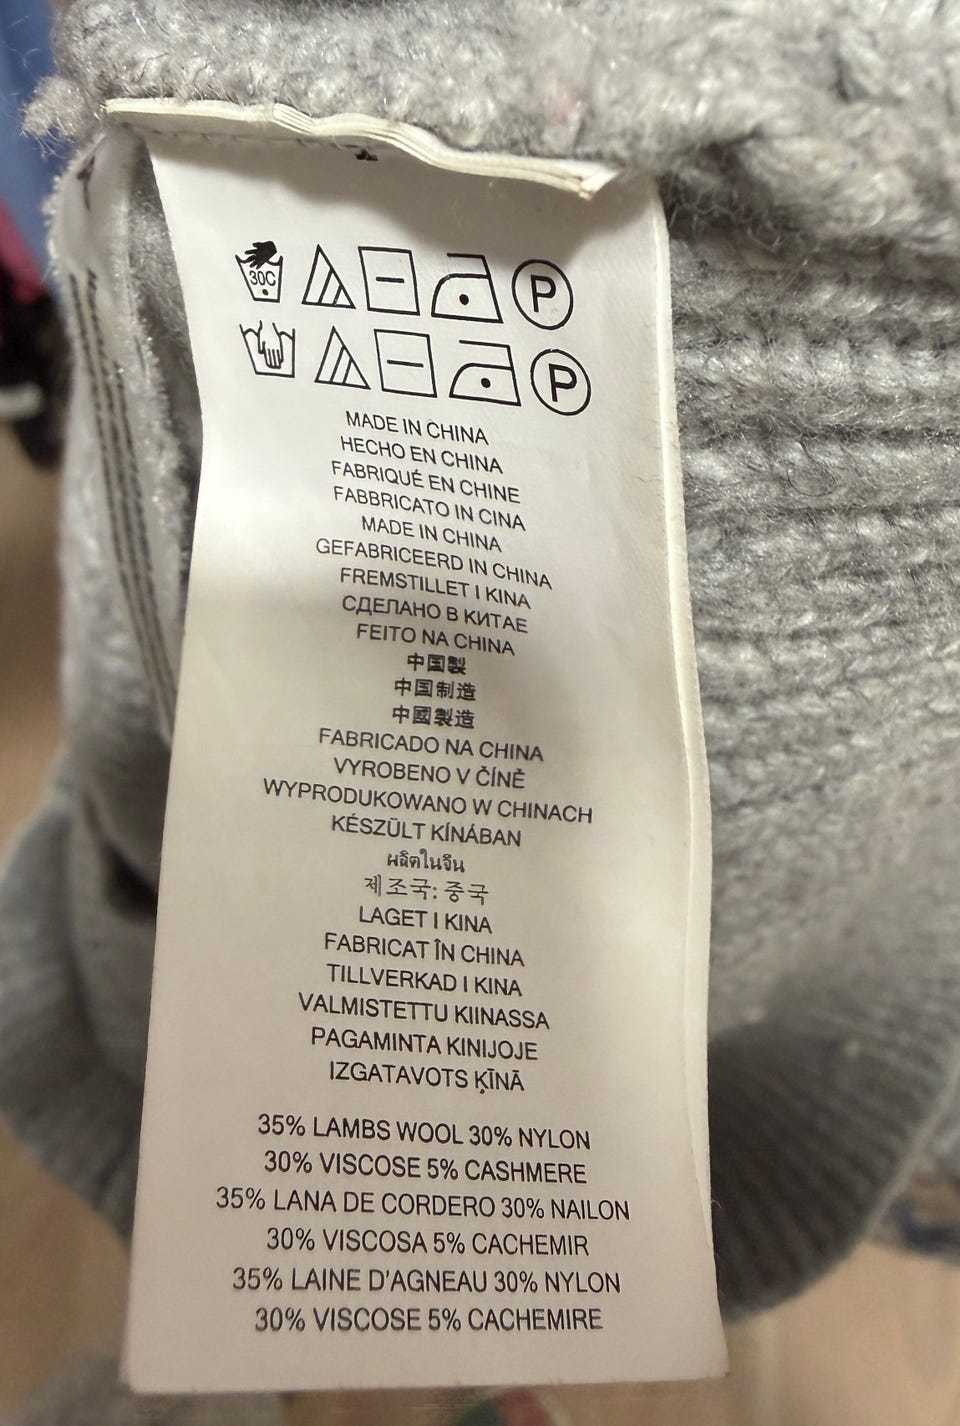 30C
P
P
MADE IN CHINA
HECHO EN CHINA
FABRIQUÉ EN CHINE
FABBRICATO IN CINA
MADE IN CHINA
GEFABRICEERD IN CHINA
FREMSTILLET I KINA
СДЕЛАНО В КИТАЕ
FEITO NA CHINA
中国製
中国制造
中國製造
FABRICADO NA CHINA
VYROBENO V ČÍNĚ
WYPRODUKOWANO W CHINACH
KÉSZÜLT KÍNÁBAN
ผลิตในจีน
제조국: 중국
LAGET I KINA
FABRICAT ÎN CHINA
TILLVERKAD I KINA
VALMISTETTU KIINASSA
PAGAMINTA KINIJOJE
IZGATAVOTS ĶĪNĀ
35% LAMBS WOOL 30% NYLON
30% VISCOSE 5% CASHMERE
35% LANA DE CORDERO 30% NAILON
30% VISCOSA 5% CACHEMIR
35% LAINE D'AGNEAU 30% NYLON
30% VISCOSE 5% CACHEMIRE